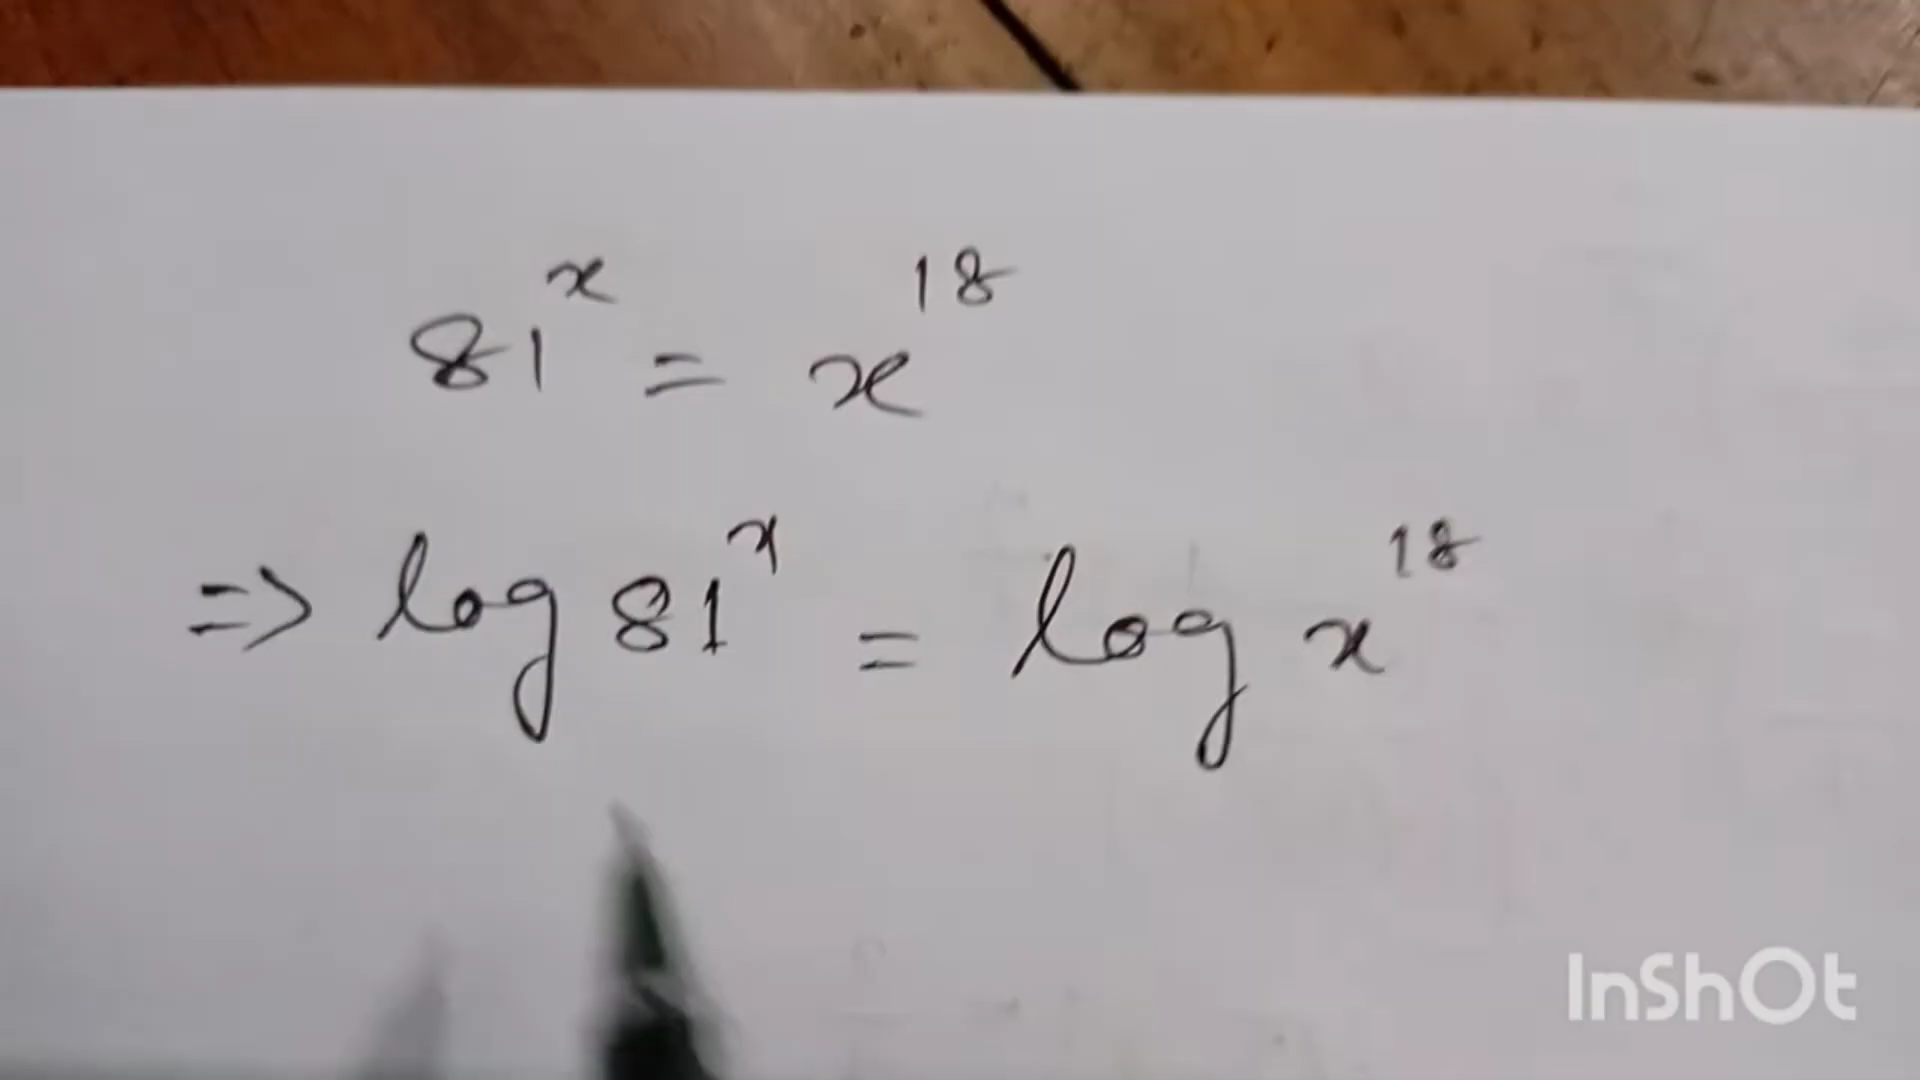 81^x = x^18
=> log 81^x = log x^18
InShOt